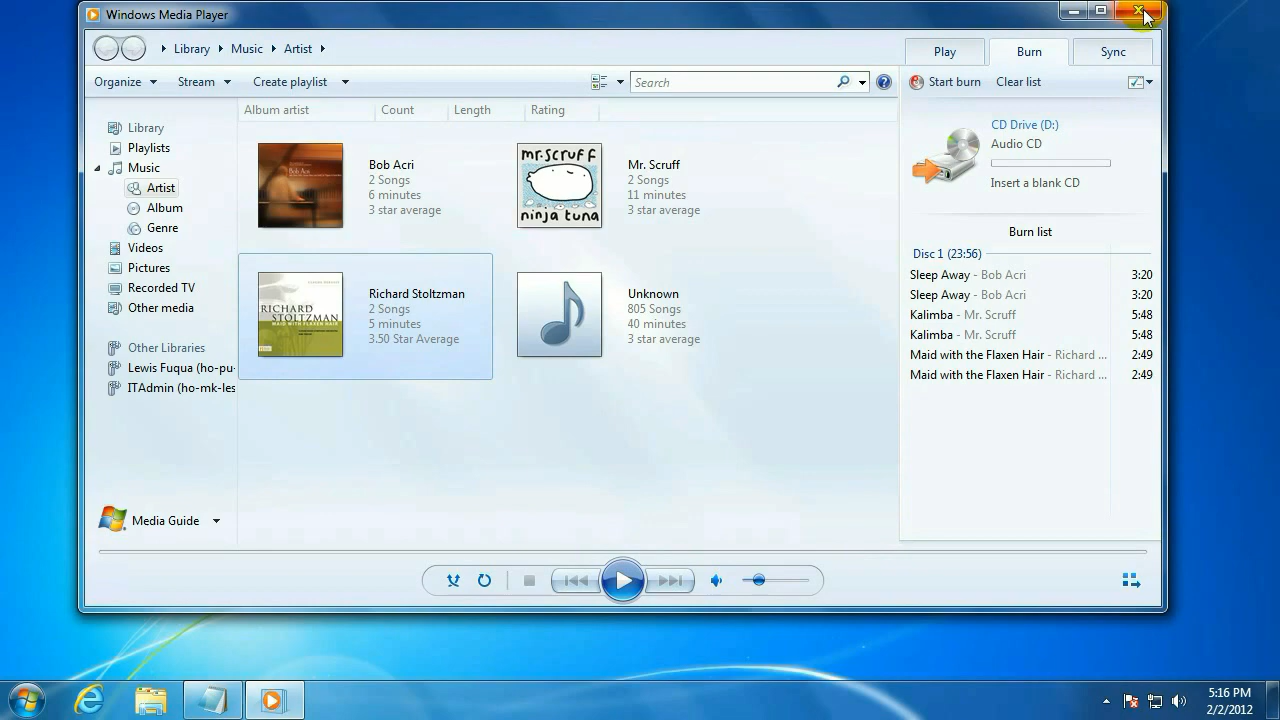 Windows Media Player
Library Music Artist
Play Burn Sync
Organize Stream Create playlist Search
Start burn Clear list
Album artist Count Length Rating
Library
Playlists
Music
Artist
Album
Genre
Videos
Pictures
Recorded TV
Other media
Other Libraries
Lewis Fuqua (ho-pu-
ITAdmin (ho-mk-les
Media Guide
Bob Acri
2 Songs
6 minutes
3 star average
mr.scruff
ninja tuna
Mr. Scruff
2 Songs
11 minutes
3 star average
RICHARD
STOLTZMAN
MAID WITH FLAXEN HAIR
Richard Stoltzman
2 Songs
5 minutes
3.50 Star Average
Unknown
805 Songs
40 minutes
3 star average
CD Drive (D:)
Audio CD
Insert a blank CD
Burn list
Disc 1 (23:56)
Sleep Away - Bob Acri 3:20
Sleep Away - Bob Acri 3:20
Kalimba - Mr. Scruff 5:48
Kalimba - Mr. Scruff 5:48
Maid with the Flaxen Hair - Richard ... 2:49
Maid with the Flaxen Hair - Richard ... 2:49
5:16 PM
2/2/2012